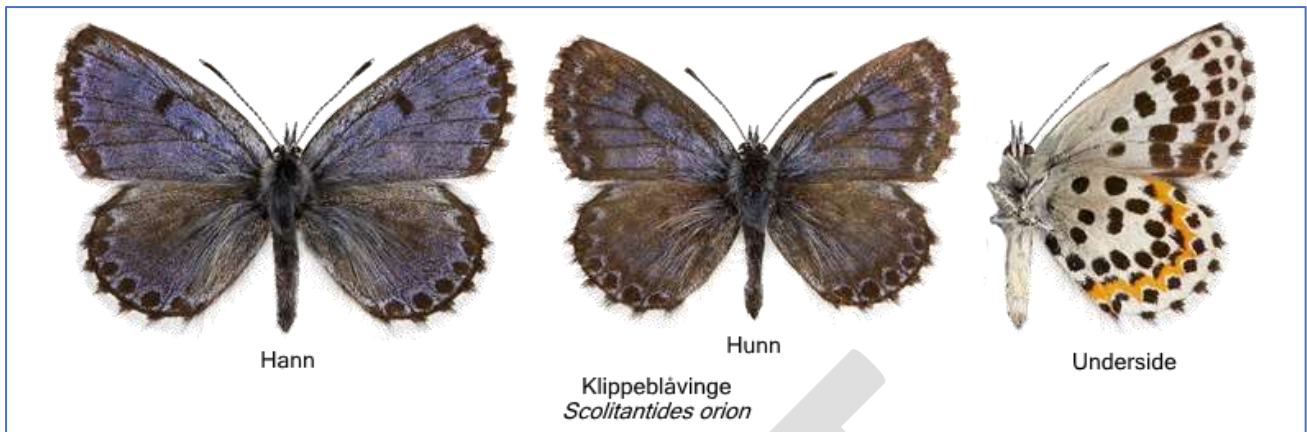 Hann
Hunn
Underside
Klippeblåvinge
Scolitantides orion